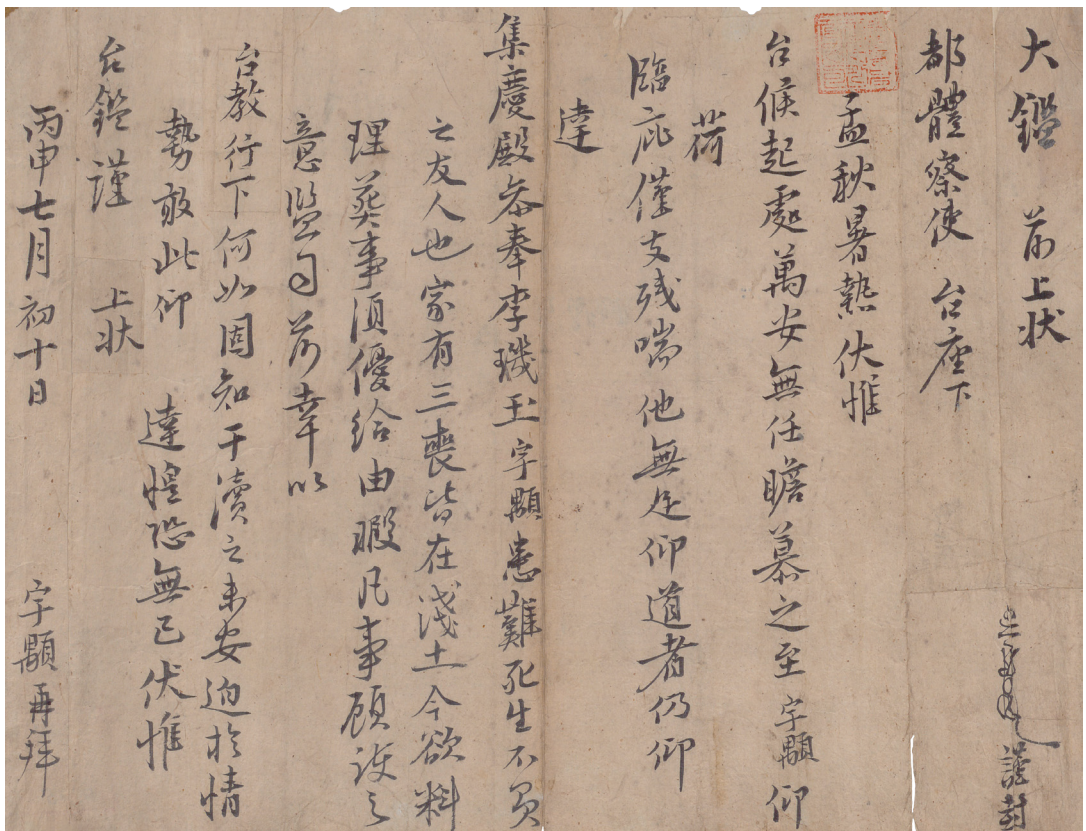 大鑑 前上狀
謹封
都體察使 台座下
孟秋暑熱伏惟
台候起處萬安無任瞻慕之至宇顒仰
荷
臨庇僅支殘喘他無足仰道者仍仰
達
集慶殿參奉李璣玉宇顒患難死生不負
之友人也家有三喪皆在淺土今欲料
理葬事須優給由暇凡事顧護之
意監司前幸以
台教行下何如固知干瀆之未安迫於情
勢敢此仰達惶恐無已伏惟
台鑑謹 上狀
丙申七月初十日 宇顒再拜